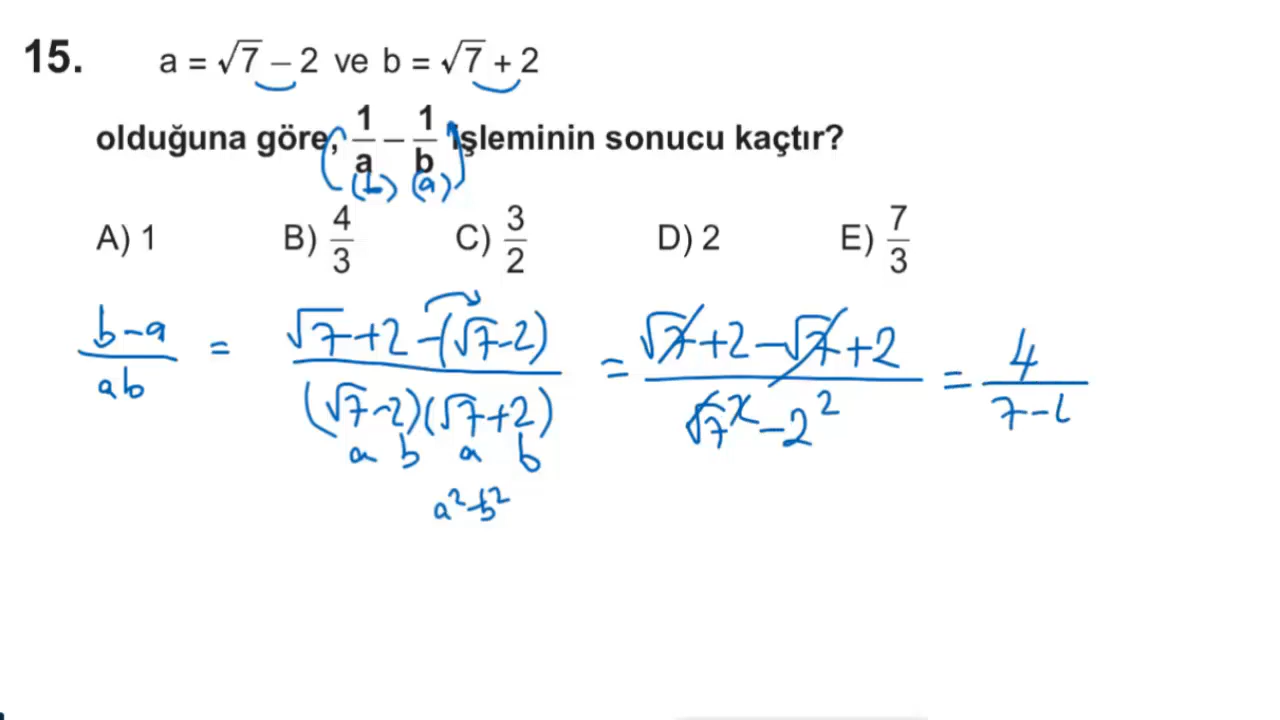 15. a = √7 − 2 ve b = √7 + 2
olduğuna göre, 1/a − 1/b işleminin sonucu kaçtır?
(b) (a)
A) 1 B) 4/3 C) 3/2 D) 2 E) 7/3
(b−a)/(ab) = (√7+2−(√7−2))/((√7−2)(√7+2)) = (√7+2−√7+2)/(√7²−2²) = 4/(7−
a b a b
a²−b²